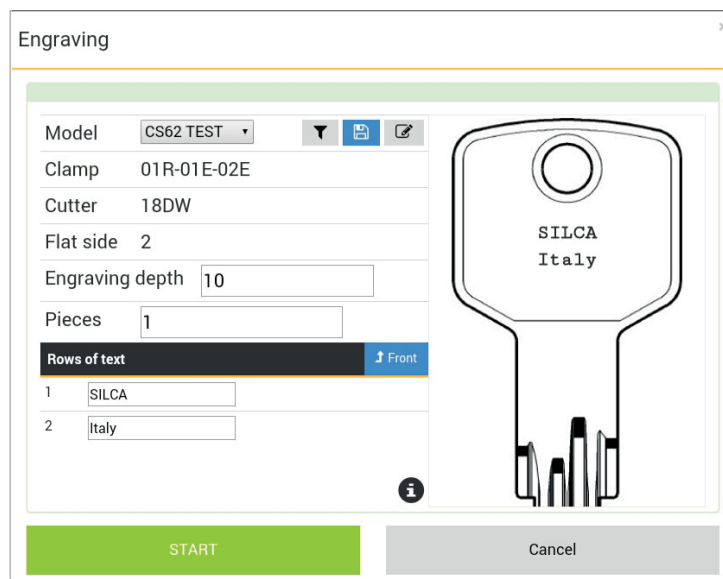 Engraving
Model CS62 TEST
Clamp 01R-01E-02E
Cutter 18DW
Flat side 2
Engraving depth 10
Pieces 1
Rows of text Front
1 SILCA
2 Italy
SILCA
Italy
START Cancel